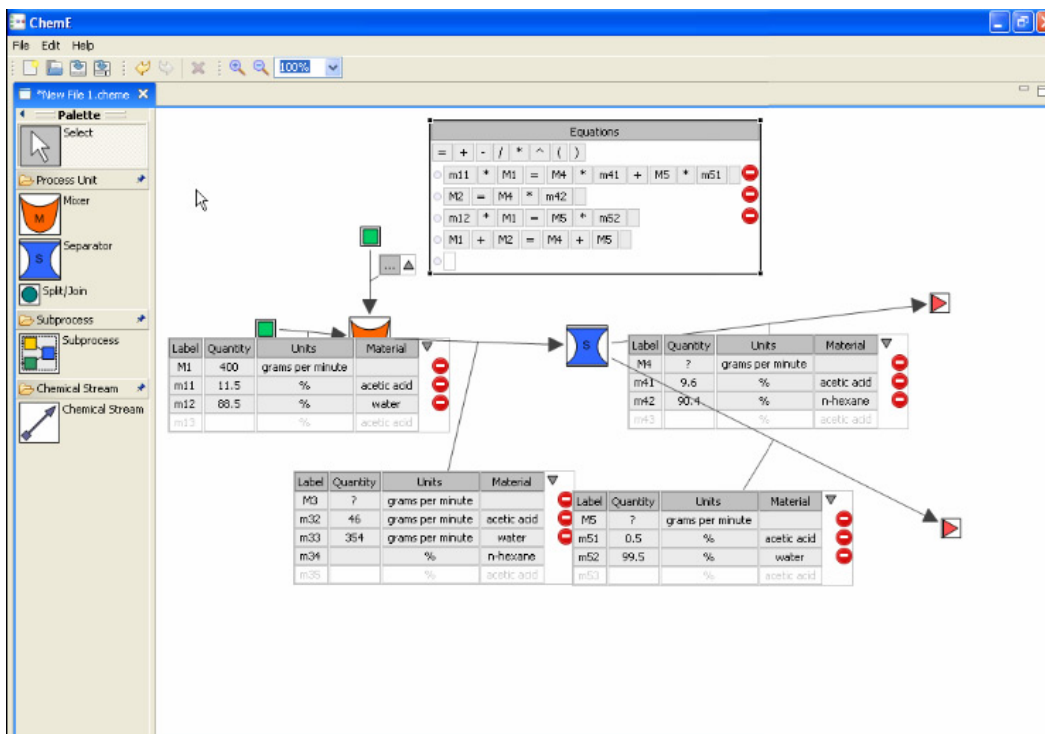 ChemE
File Edit Help
100%
*New File 1.cheme
Palette
Select
Process Unit
Mixer
M
Separator
S
Split/Join
Subprocess
Subprocess
Chemical Stream
Chemical Stream
Equations
= + - / * ^ ( )
m11 * M1 = M4 * m41 + M5 * m51
M2 = M4 * m42
m12 * M1 = M5 * m52
M1 + M2 = M4 + M5
...
S
Label Quantity Units Material
M1 400 grams per minute
m11 11.5 % acetic acid
m12 88.5 % water
m13 % acetic acid
Label Quantity Units Material
M4 ? grams per minute
m41 9.6 % acetic acid
m42 90.4 % n-hexane
m43 % acetic acid
Label Quantity Units Material
M3 ? grams per minute
m32 46 grams per minute acetic acid
m33 354 grams per minute water
m34 % n-hexane
m35 % acetic acid
Label Quantity Units Material
M5 ? grams per minute
m51 0.5 % acetic acid
m52 99.5 % water
m53 % acetic acid